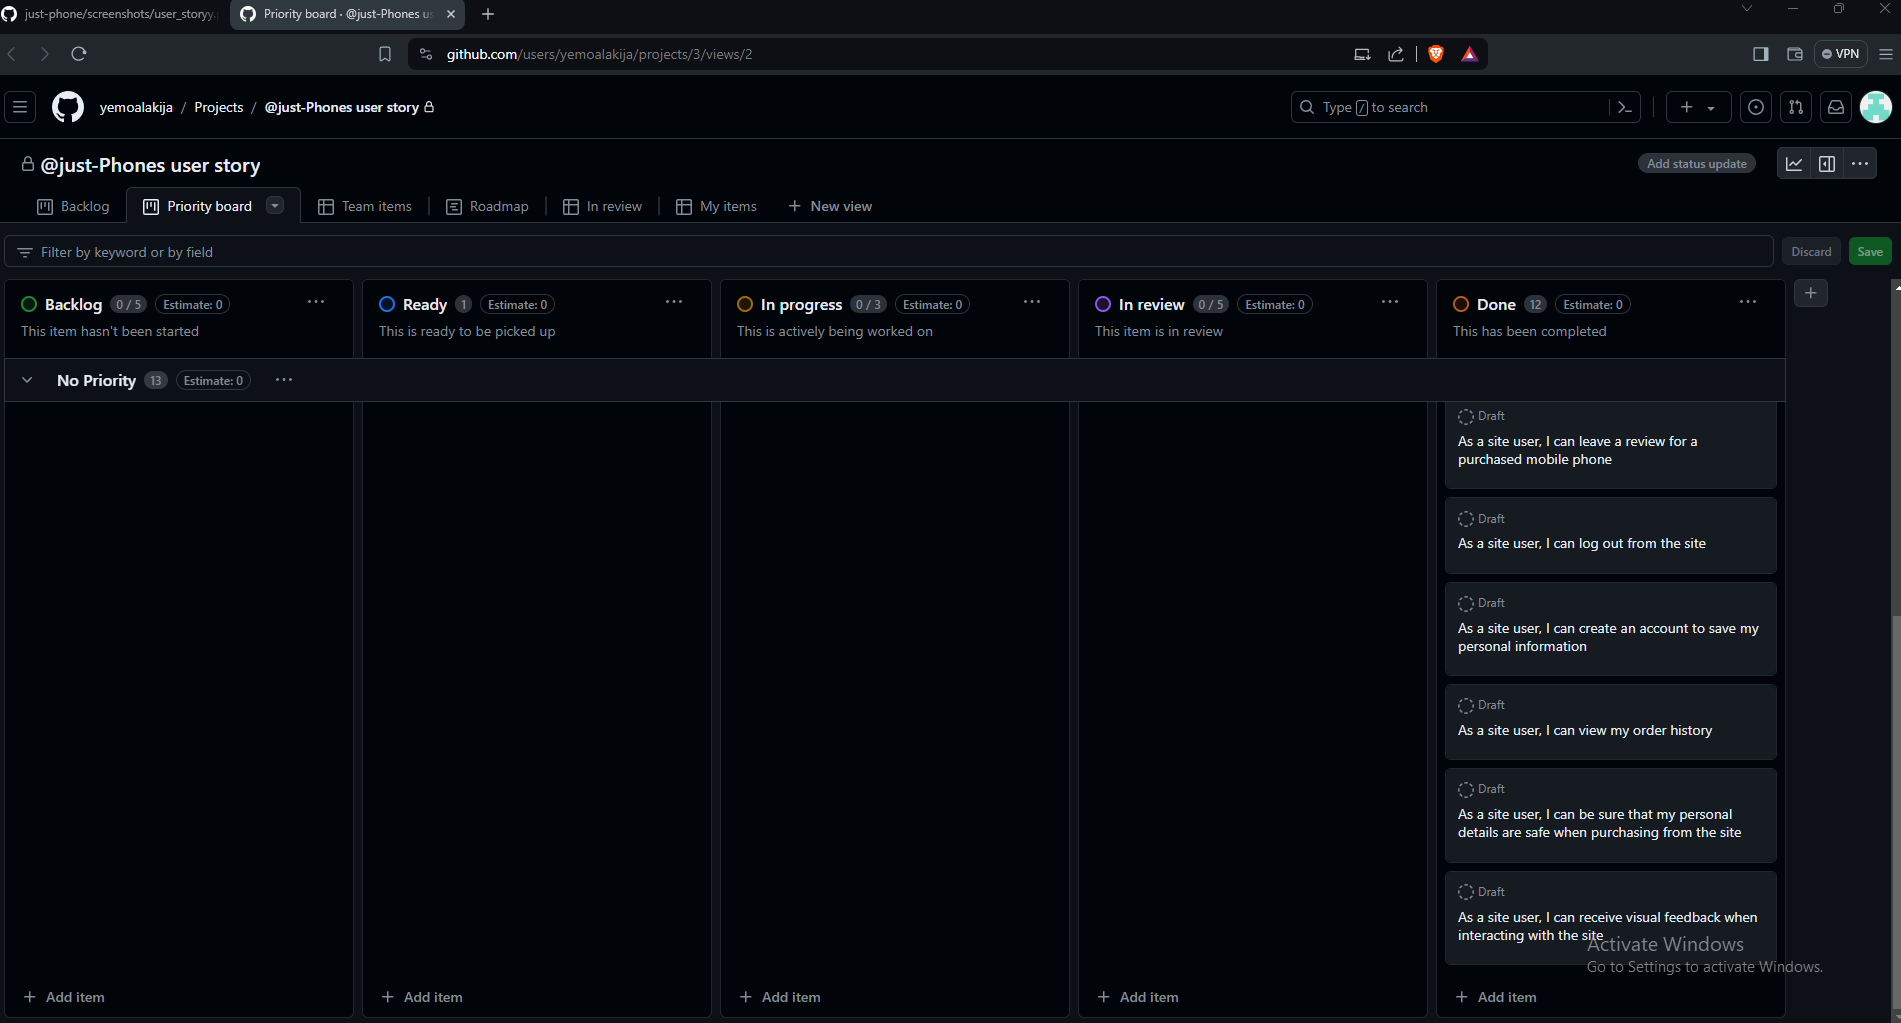 just-phone/screenshots/user_storyy.
Priority board · @just-Phones us
github.com/users/yemoalakija/projects/3/views/2
VPN
yemoalakija / Projects / @just-Phones user story
Type / to search
@just-Phones user story
Add status update
Backlog
Priority board
Team items
Roadmap
In review
My items
New view
Filter by keyword or by field
Discard
Save
Backlog 0 / 5 Estimate: 0
This item hasn't been started
Ready 1 Estimate: 0
This is ready to be picked up
In progress 0 / 3 Estimate: 0
This is actively being worked on
In review 0 / 5 Estimate: 0
This item is in review
Done 12 Estimate: 0
This has been completed
No Priority 13 Estimate: 0
Draft
As a site user, I can leave a review for a
purchased mobile phone
Draft
As a site user, I can log out from the site
Draft
As a site user, I can create an account to save my
personal information
Draft
As a site user, I can view my order history
Draft
As a site user, I can be sure that my personal
details are safe when purchasing from the site
Draft
As a site user, I can receive visual feedback when
interacting with the site
Activate Windows
Go to Settings to activate Windows.
Add item
Add item
Add item
Add item
Add item